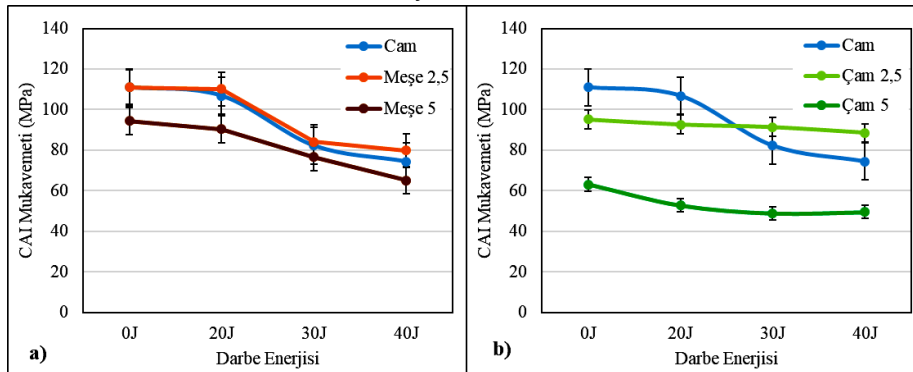 140
120
100
80
60
40
20
0
CAI Mukavemeti (MPa)
Cam
Meşe 2,5
Meşe 5
0J 20J 30J 40J
Darbe Enerjisi
a)
140
120
100
80
60
40
20
0
CAI Mukavemeti (MPa)
Cam
Çam 2,5
Çam 5
0J 20J 30J 40J
Darbe Enerjisi
b)